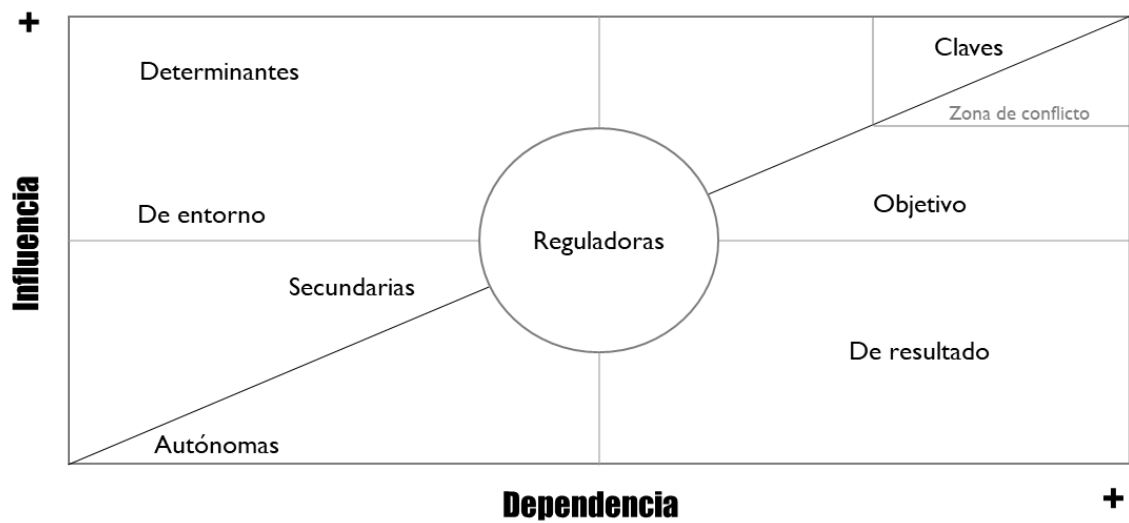 +
Determinantes
Claves
Zona de conflicto
Influencia
De entorno
Objetivo
Reguladoras
Secundarias
De resultado
Autónomas
Dependencia
+